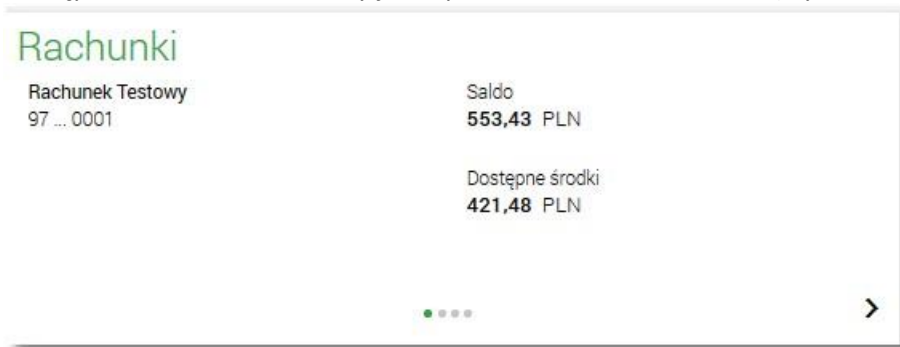 Rachunki
Rachunek Testowy
97 ... 0001
Saldo
553,43 PLN
Dostępne środki
421,48 PLN